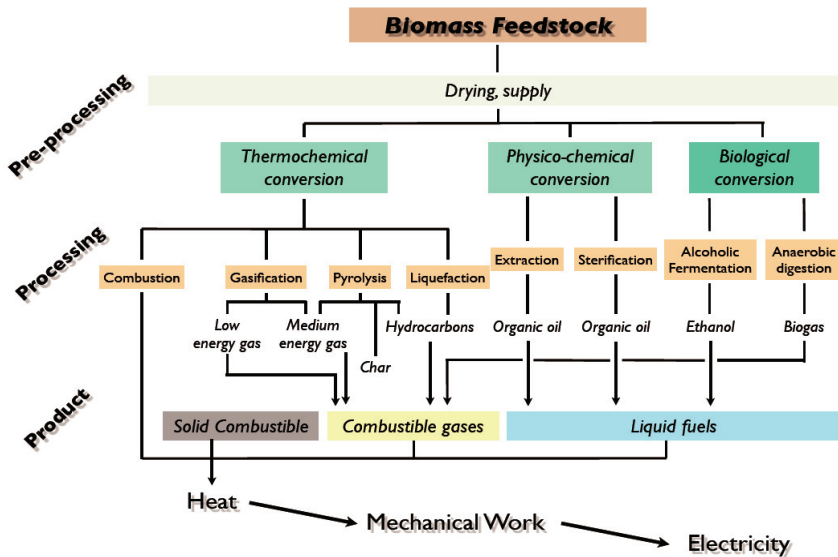 Biomass Feedstock
Pre-processing
Drying, supply
Thermochemical
conversion
Physico-chemical
conversion
Biological
conversion
Processing
Combustion
Gasification
Pyrolysis
Liquefaction
Extraction
Sterification
Alcoholic
Fermentation
Anaerobic
digestion
Low
energy gas
Medium
energy gas
Char
Hydrocarbons
Organic oil
Organic oil
Ethanol
Biogas
Product
Solid Combustible
Combustible gases
Liquid fuels
Heat
Mechanical Work
Electricity